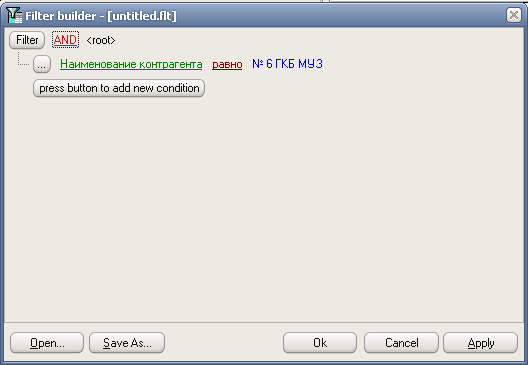 Filter builder - [untitled.flt]
Filter AND <root>
... Наименование контрагента равно № 6 ГКБ МУЗ
press button to add new condition
Open... Save As... Ok Cancel Apply